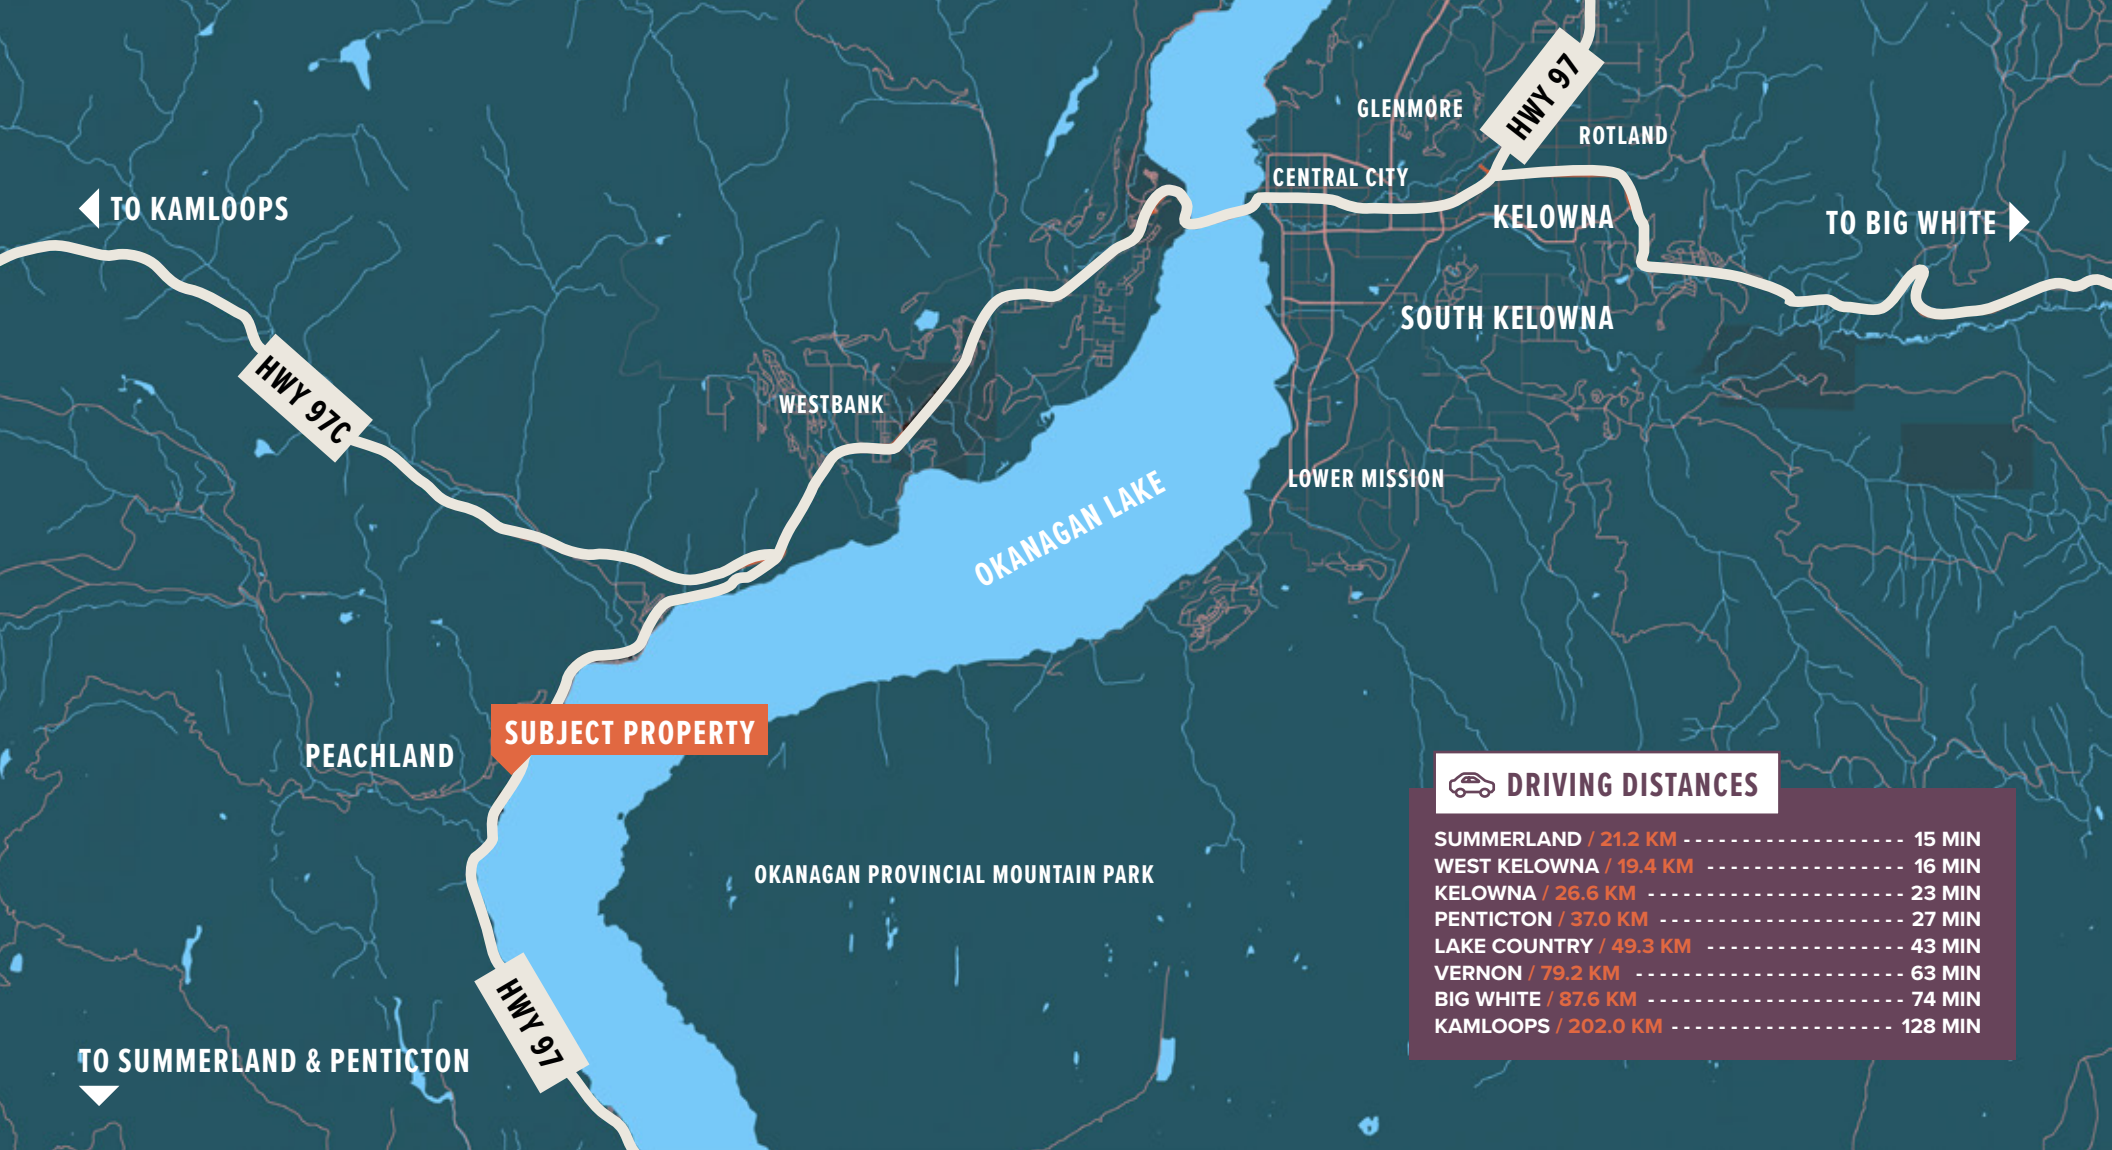 HWY 97
GLENMORE
ROTLAND
CENTRAL CITY
TO KAMLOOPS
KELOWNA
TO BIG WHITE
SOUTH KELOWNA
HWY 97C
WESTBANK
LOWER MISSION
OKANAGAN LAKE
SUBJECT PROPERTY
PEACHLAND
OKANAGAN PROVINCIAL MOUNTAIN PARK
HWY 97
TO SUMMERLAND & PENTICTON
DRIVING DISTANCES
SUMMERLAND / 21.2 KM - - - - - - - - - - - - - - - - - - - 15 MIN
WEST KELOWNA / 19.4 KM - - - - - - - - - - - - - - - - - 16 MIN
KELOWNA / 26.6 KM - - - - - - - - - - - - - - - - - - - - - - 23 MIN
PENTICTON / 37.0 KM - - - - - - - - - - - - - - - - - - - - - 27 MIN
LAKE COUNTRY / 49.3 KM - - - - - - - - - - - - - - - - - 43 MIN
VERNON / 79.2 KM - - - - - - - - - - - - - - - - - - - - - - - 63 MIN
BIG WHITE / 87.6 KM - - - - - - - - - - - - - - - - - - - - - - 74 MIN
KAMLOOPS / 202.0 KM - - - - - - - - - - - - - - - - - - - 128 MIN